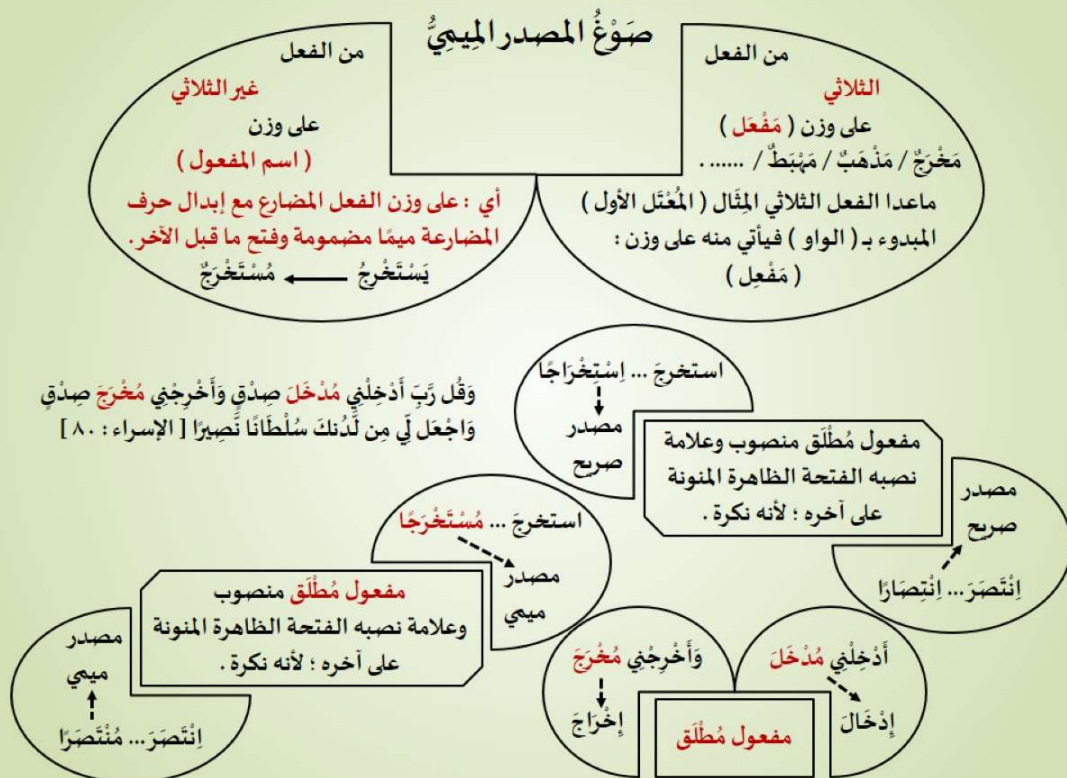 صَوْغُ المصدر المِيمِيُّ
من الفعل
الثلاثي
على وزن ( مَفْعَل )
مَخْرَجٌ / مَذْهَبٌ / مَهْبَطٌ / ...... .
ماعدا الفعل الثلاثي المِثَال ( المُعْتَل الأول )
المبدوء بـ ( الواو ) فيأتي منه على وزن :
( مَفْعِل )
من الفعل
غير الثلاثي
على وزن
( اسم المفعول )
أي : على وزن الفعل المضارع مع إبدال حرف
المضارعة ميمًا مضمومة وفتح ما قبل الآخر.
يَسْتَخْرِجُ مُسْتَخْرَجٌ
وَقُل رَّبِّ أَدْخِلْنِي مُدْخَلَ صِدْقٍ وَأَخْرِجْنِي مُخْرَجَ صِدْقٍ
وَاجْعَل لِّي مِن لَّدُنكَ سُلْطَانًا نَّصِيرًا [ الإسراء : ٨٠ ]
استخرجَ ... اِسْتِخْرَاجًا
مصدر
صريح
مفعول مُطْلَق منصوب وعلامة
نصبه الفتحة الظاهرة المنونة
على آخره ؛ لأنه نكرة .
مصدر
صريح
اِنْتَصَرَ... اِنْتِصَارًا
استخرجَ ... مُسْتَخْرَجًا
مصدر
ميمي
مفعول مُطْلَق منصوب
وعلامة نصبه الفتحة الظاهرة المنونة
على آخره ؛ لأنه نكرة .
مصدر
ميمي
اِنْتَصَرَ... مُنْتَصَرًا
أَدْخِلْنِي مُدْخَلَ
إِدْخَالَ
وَأَخْرِجْنِي مُخْرَجَ
إِخْرَاجَ
مفعول مُطْلَق